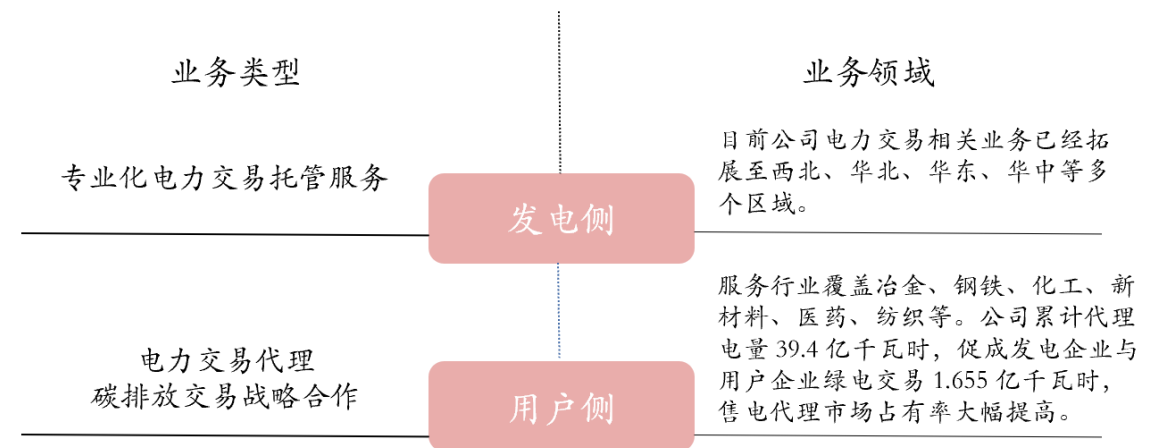 业务类型
业务领域
专业化电力交易托管服务
发电侧
目前公司电力交易相关业务已经拓
展至西北、华北、华东、华中等多
个区域。
电力交易代理
碳排放交易战略合作
用户侧
服务行业覆盖冶金、钢铁、化工、新
材料、医药、纺织等。公司累计代理
电量 39.4 亿千瓦时，促成发电企业与
用户企业绿电交易 1.655 亿千瓦时，
售电代理市场占有率大幅提高。